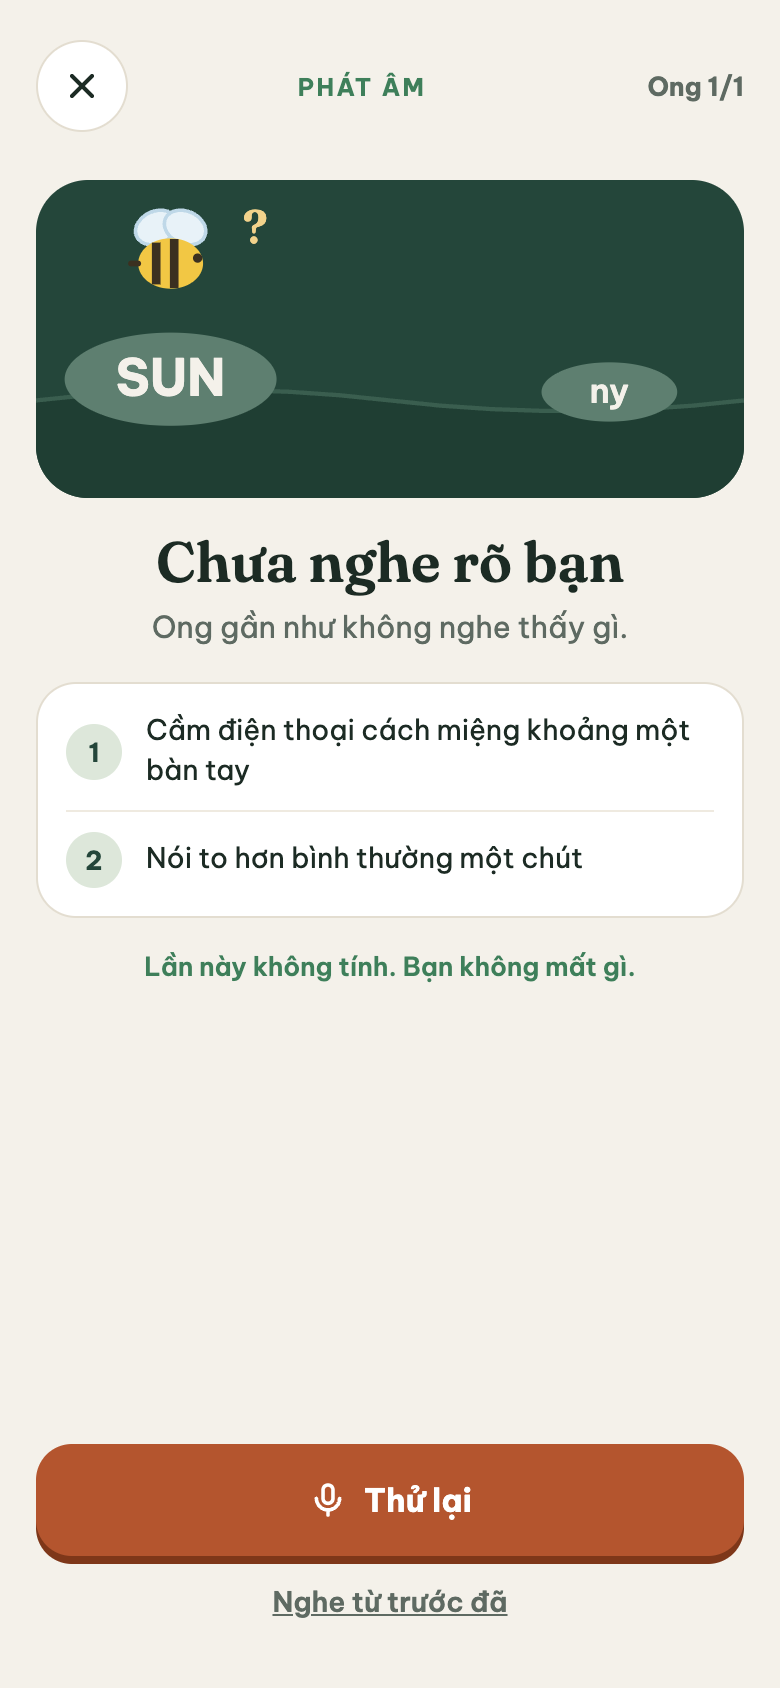 PHÁT ÂM
Ong 1/1
?
SUN
ny
Chưa nghe rõ bạn
Ong gần như không nghe thấy gì.
1
Cầm điện thoại cách miệng khoảng một
bàn tay
2
Nói to hơn bình thường một chút
Lần này không tính. Bạn không mất gì.
Thử lại
Nghe từ trước đã